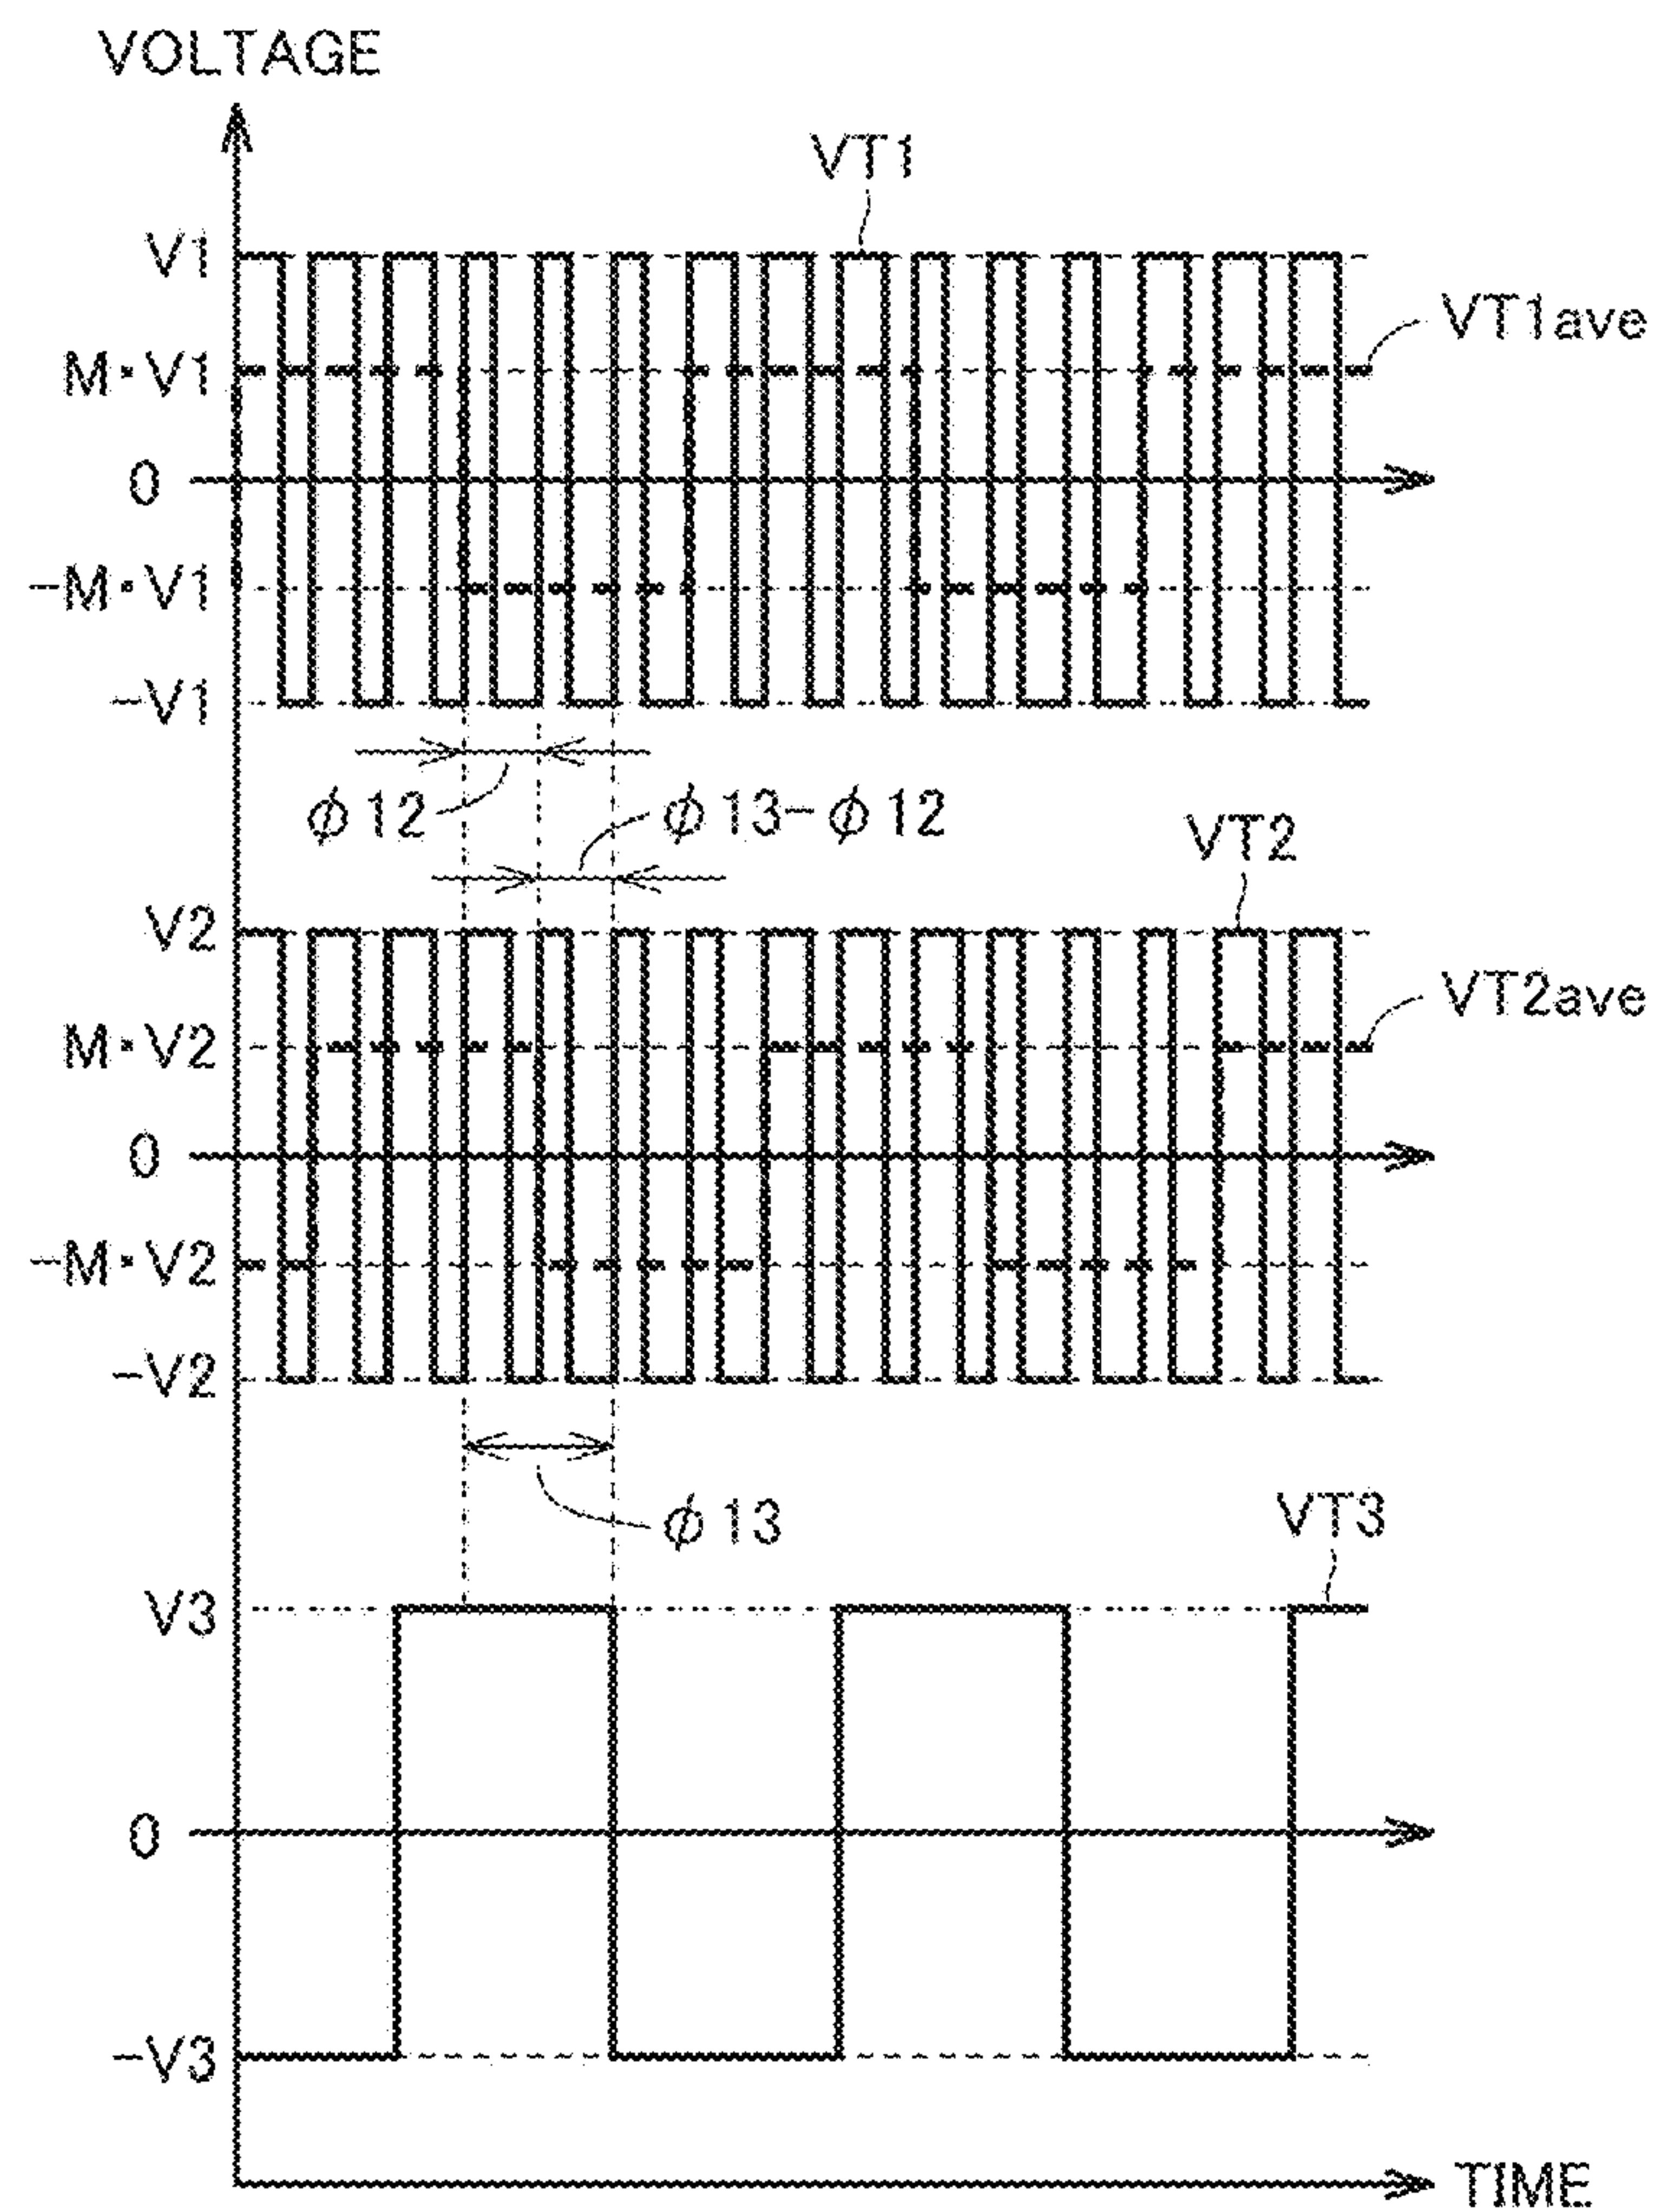 VOLTAGE
VT1
V1
VT1ave
M·V1
0
-M·V1
-V1
φ12
φ13-φ12
VT2
V2
VT2ave
M·V2
0
-M·V2
-V2
φ13
VT3
V3
0
-V3
TIME